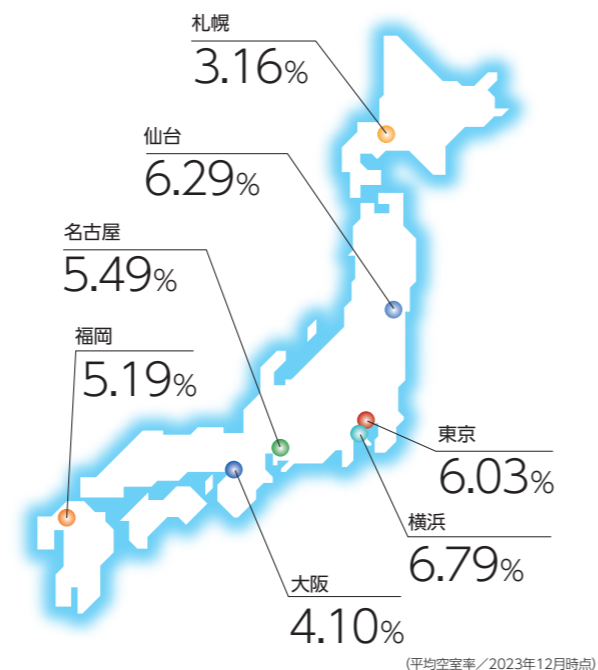 札幌
3.16%
仙台
6.29%
名古屋
5.49%
福岡
5.19%
東京
6.03%
横浜
6.79%
大阪
4.10%
(平均空室率／2023年12月時点)